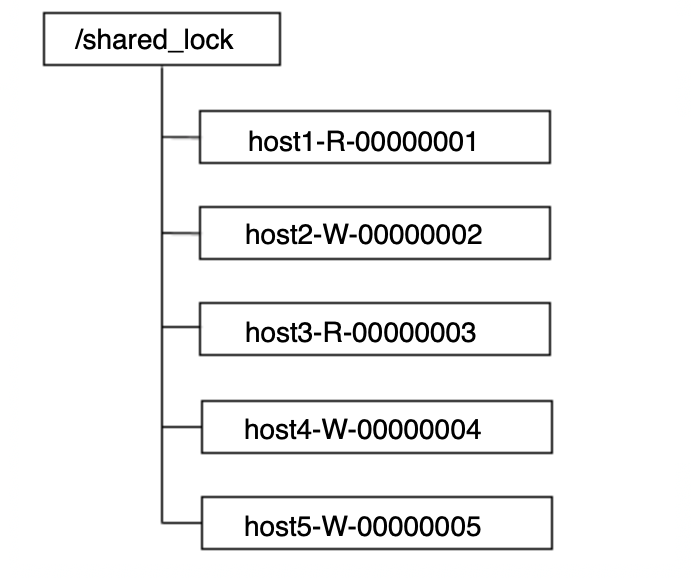 /shared_lock
host1-R-00000001
host2-W-00000002
host3-R-00000003
host4-W-00000004
host5-W-00000005